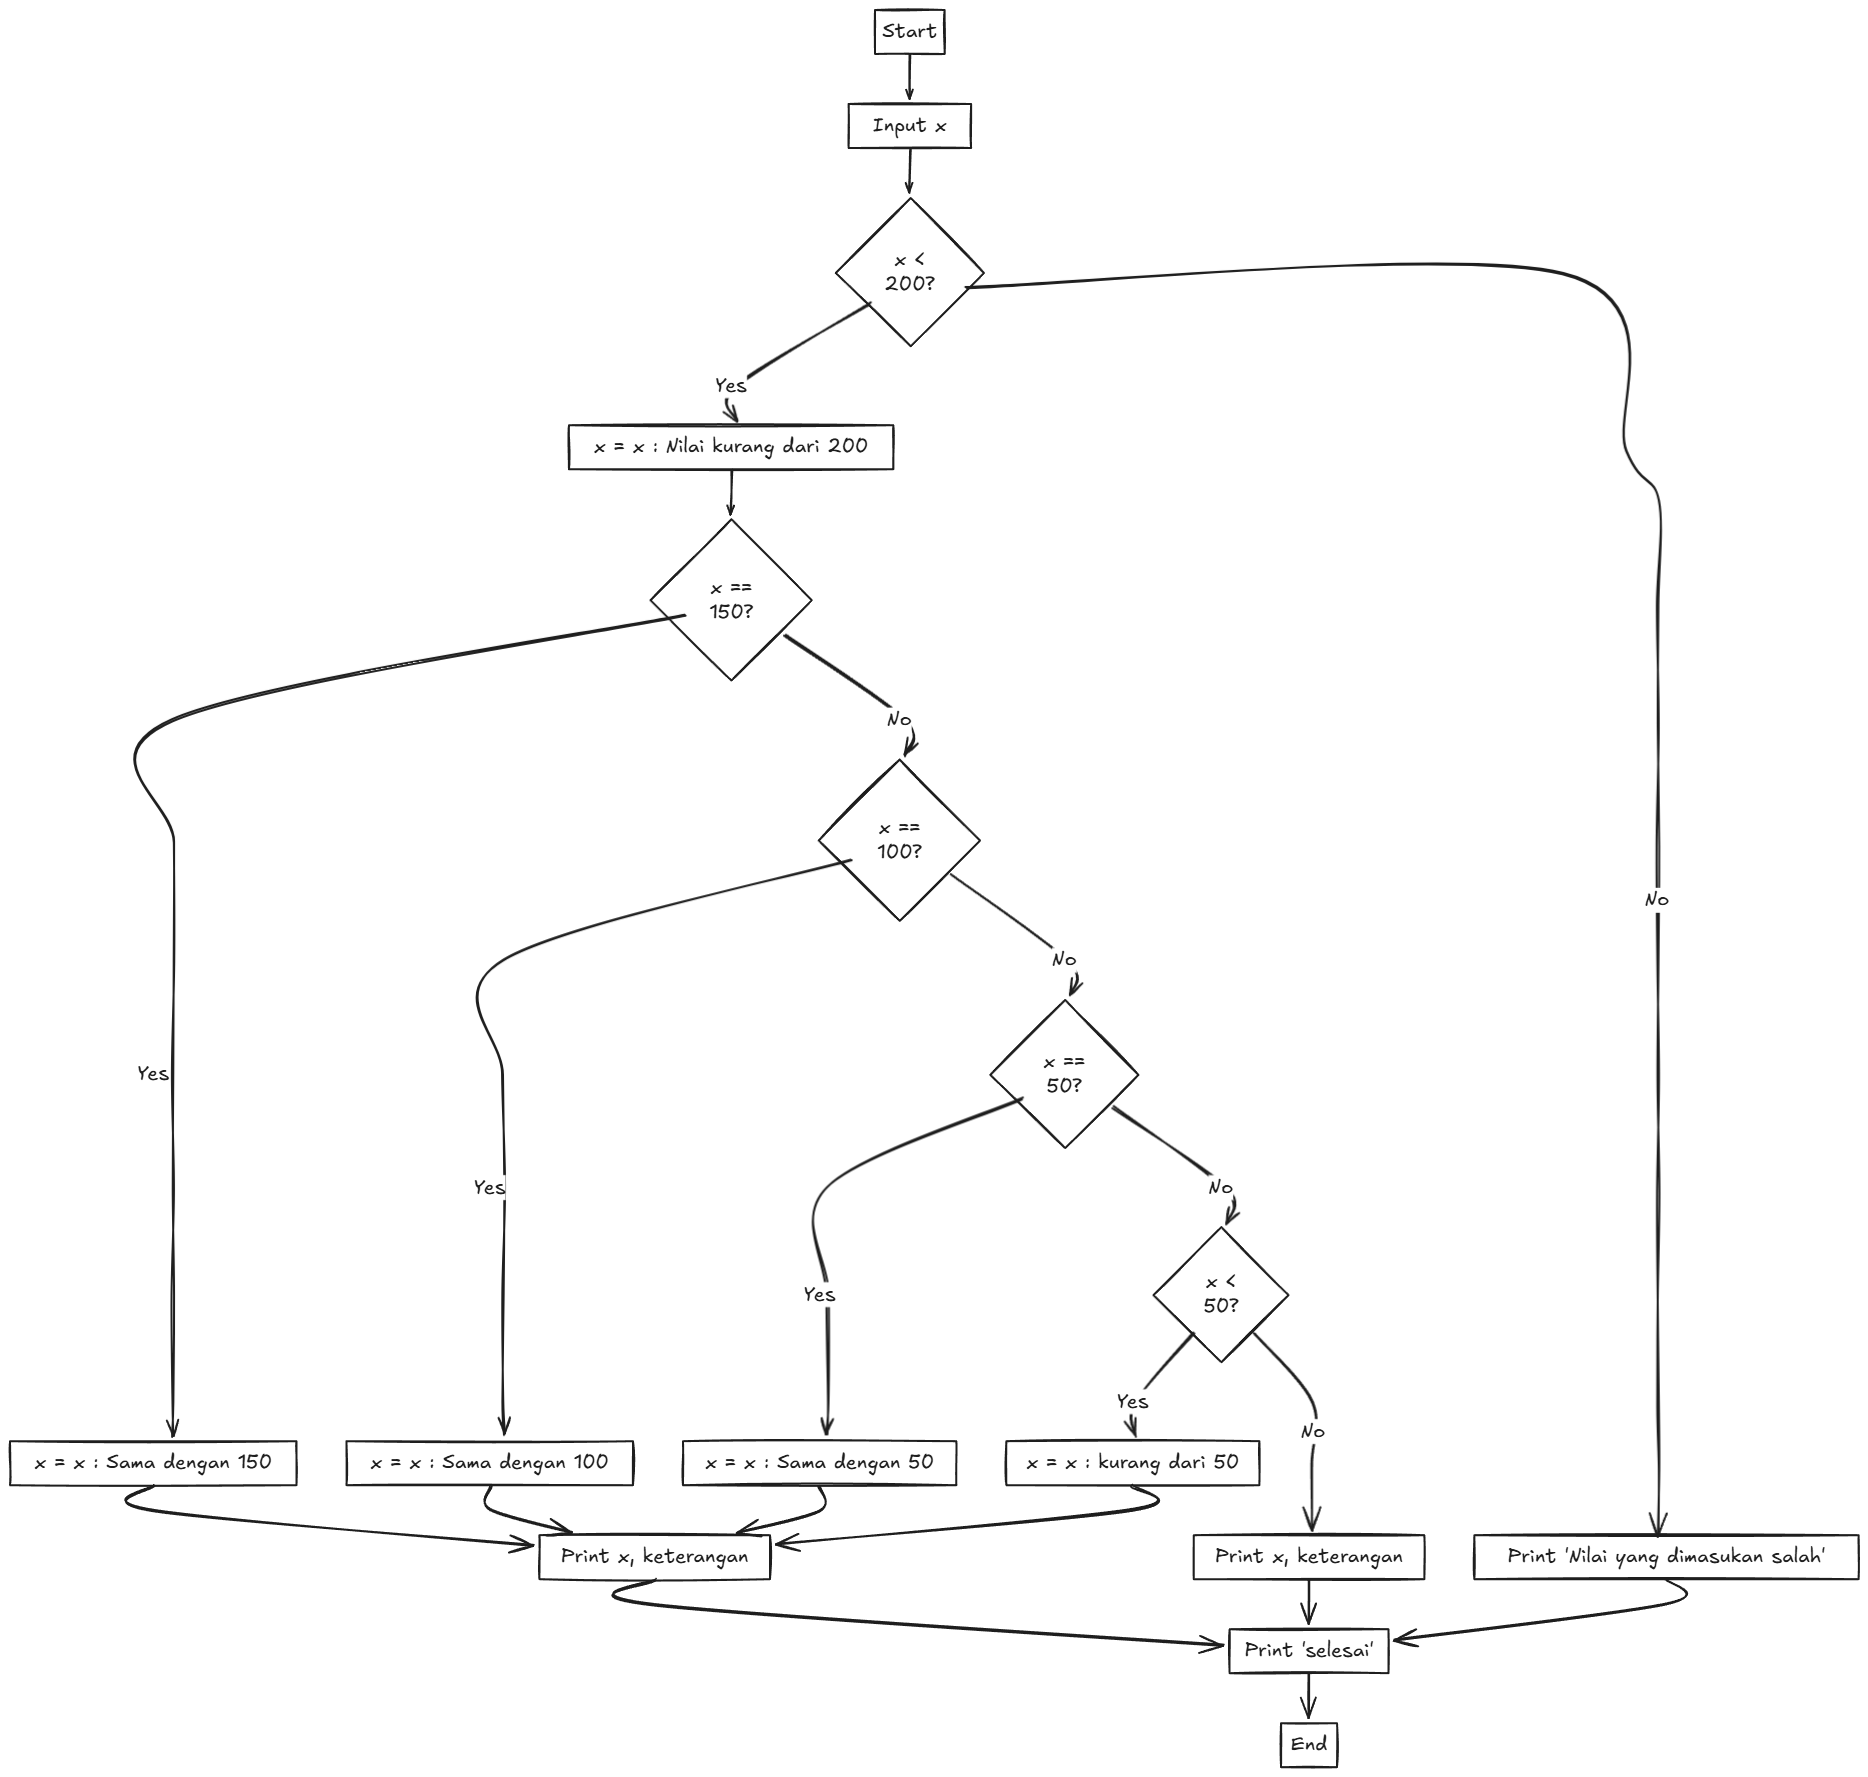 Start
Input x
x <
200?
Yes
x = x : Nilai kurang dari 200
x ==
150?
No
x ==
100?
No
No
x ==
50?
Yes
Yes
No
x <
50?
Yes
Yes
No
x = x : Sama dengan 150
x = x : Sama dengan 100
x = x : Sama dengan 50
x = x : kurang dari 50
Print x, keterangan
Print x, keterangan
Print 'Nilai yang dimasukan salah'
Print 'selesai'
End